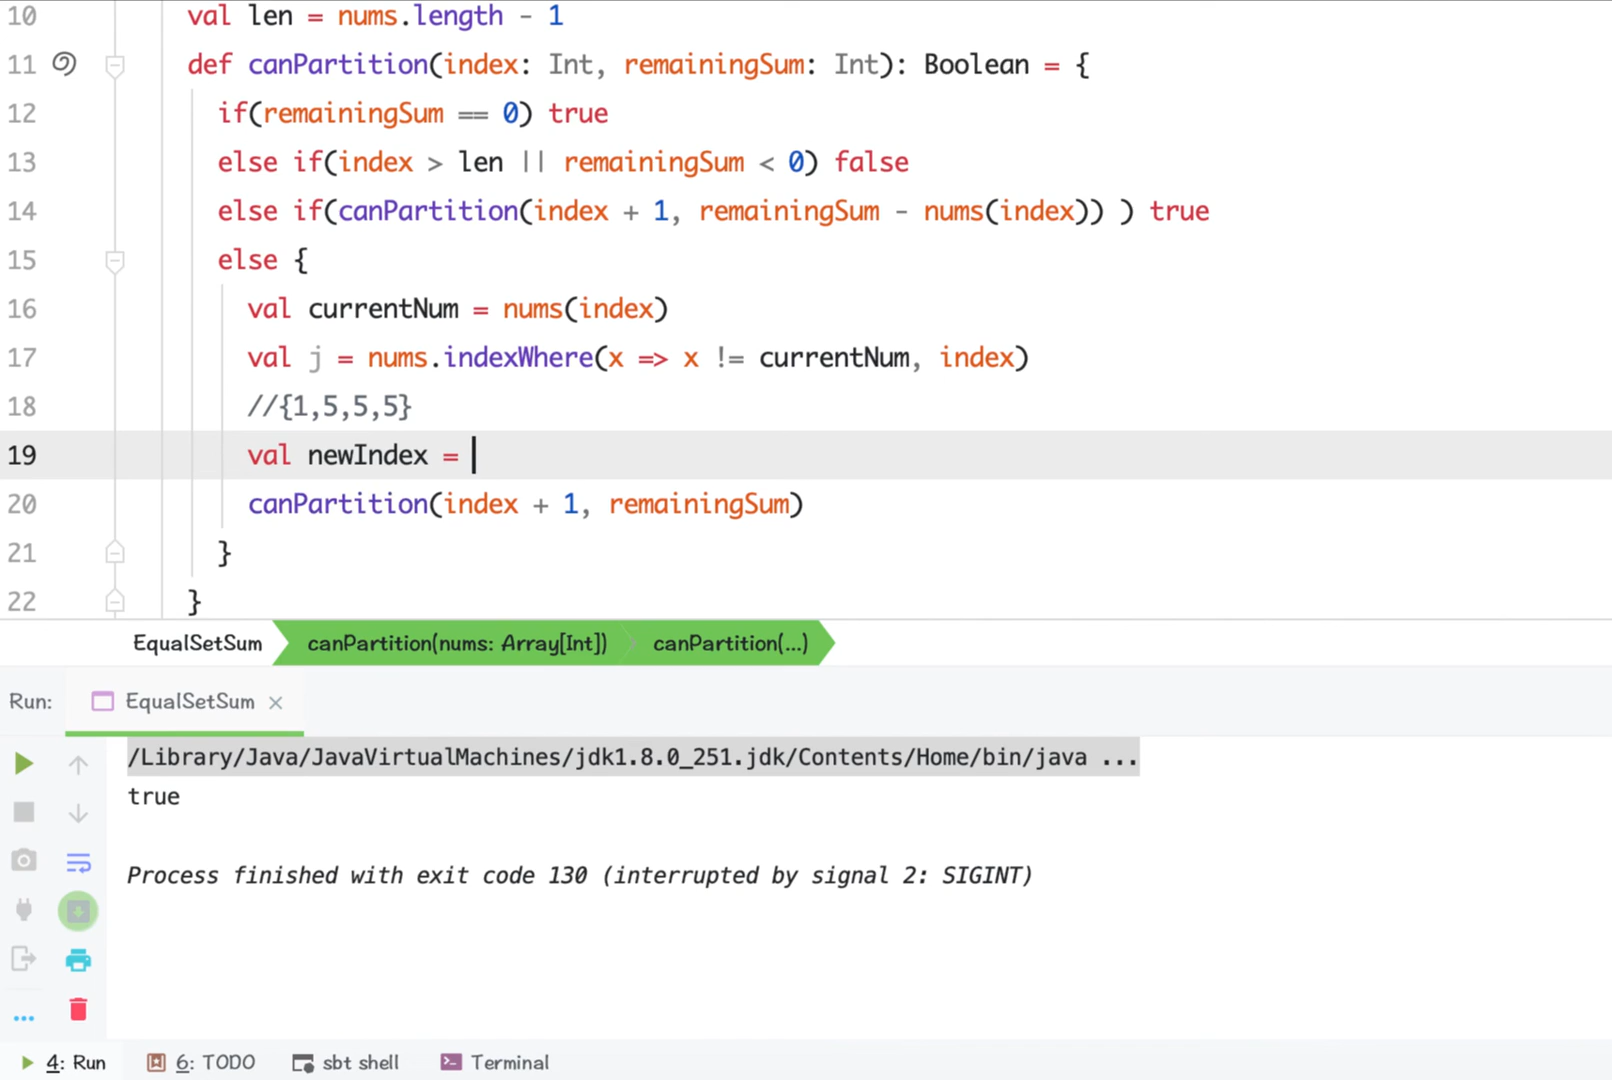 10 val len = nums.length - 1
11 def canPartition(index: Int, remainingSum: Int): Boolean = {
12 if(remainingSum == 0) true
13 else if(index > len || remainingSum < 0) false
14 else if(canPartition(index + 1, remainingSum - nums(index)) ) true
15 else {
16 val currentNum = nums(index)
17 val j = nums.indexWhere(x => x != currentNum, index)
18 //{1,5,5,5}
19 val newIndex =
20 canPartition(index + 1, remainingSum)
21 }
22 }
EqualSetSum canPartition(nums: Array[Int]) canPartition(...)
Run: EqualSetSum ×
/Library/Java/JavaVirtualMachines/jdk1.8.0_251.jdk/Contents/Home/bin/java ...
true
Process finished with exit code 130 (interrupted by signal 2: SIGINT)
4: Run 6: TODO sbt shell Terminal